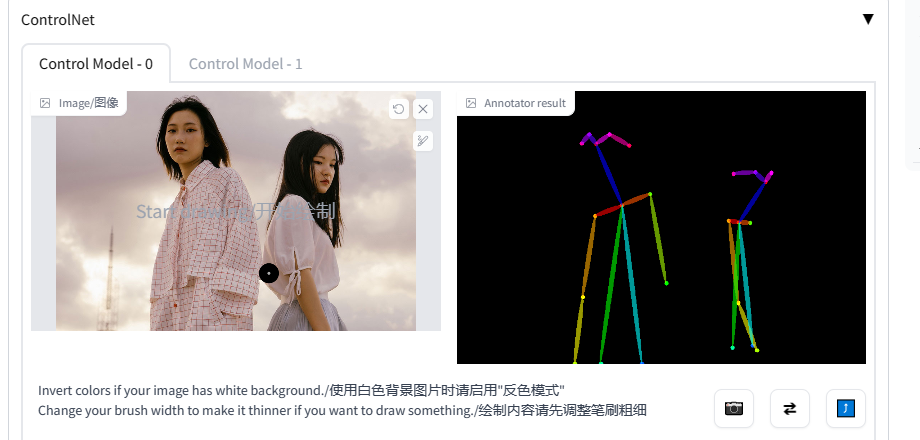 ControlNet
Control Model - 0
Control Model - 1
Image/图像
Annotator result
Start drawing/开始绘制
Invert colors if your image has white background./使用白色背景图片时请启用"反色模式"
Change your brush width to make it thinner if you want to draw something./绘制内容请先调整笔刷粗细